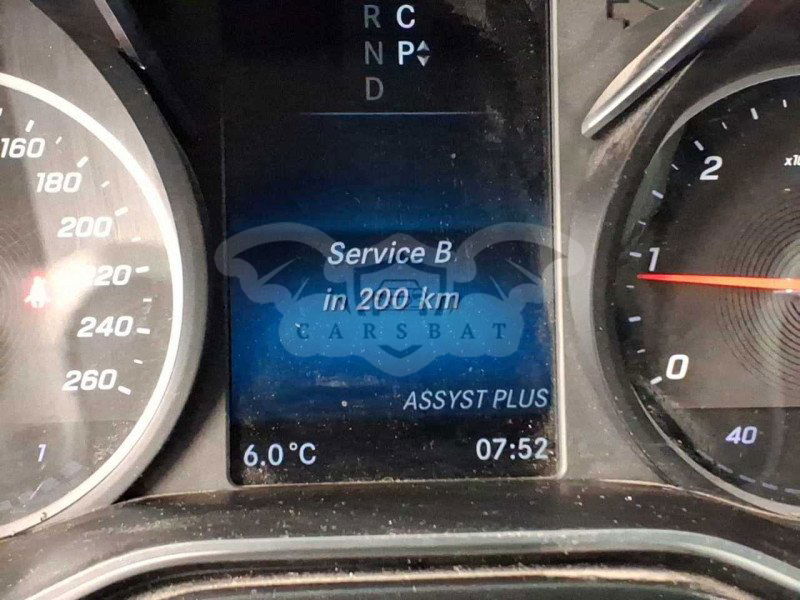 R C
N P
D
160
180
200
220
240
260
1
Service B
in 200 km
CARSBAT
ASSYST PLUS
6.0°C
07:52
2
1
0
40